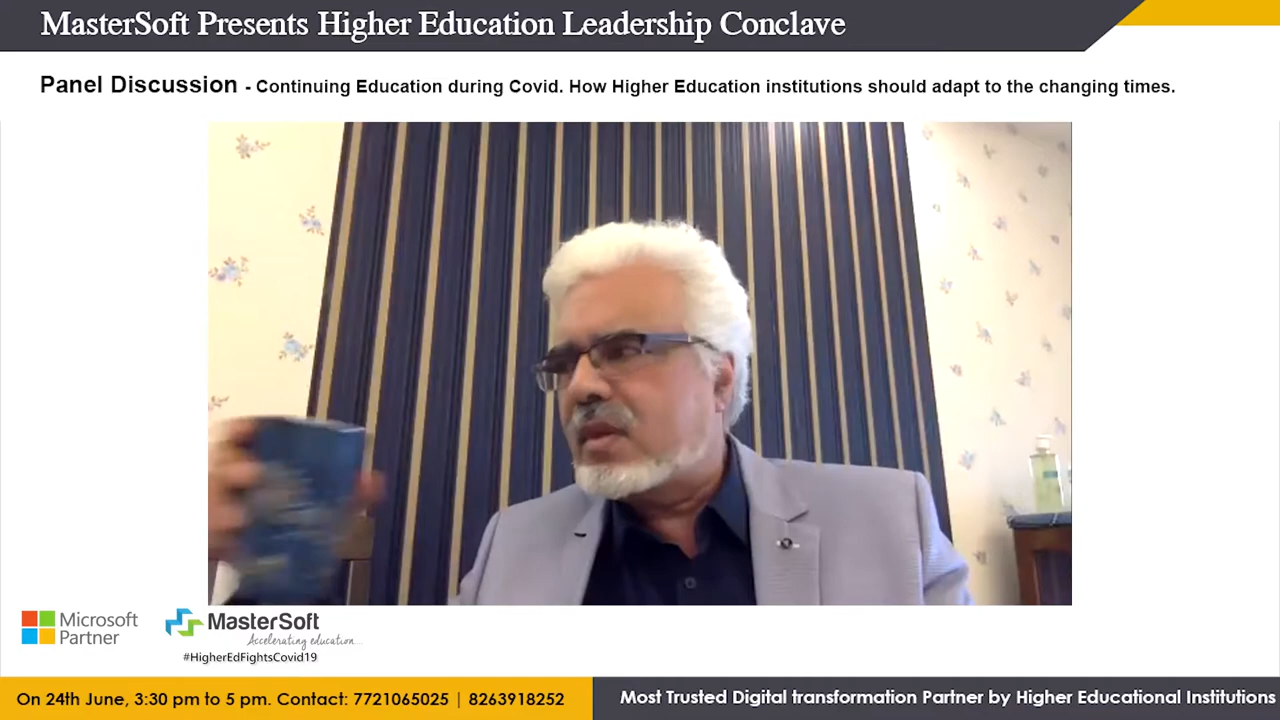 MasterSoft Presents Higher Education Leadership Conclave
Panel Discussion - Continuing Education during Covid. How Higher Education institutions should adapt to the changing times.
Microsoft
Partner
MasterSoft
Accelerating education...
#HigherEdFightsCovid19
On 24th June, 3:30 pm to 5 pm. Contact: 7721065025 | 8263918252
Most Trusted Digital transformation Partner by Higher Educational Institutions